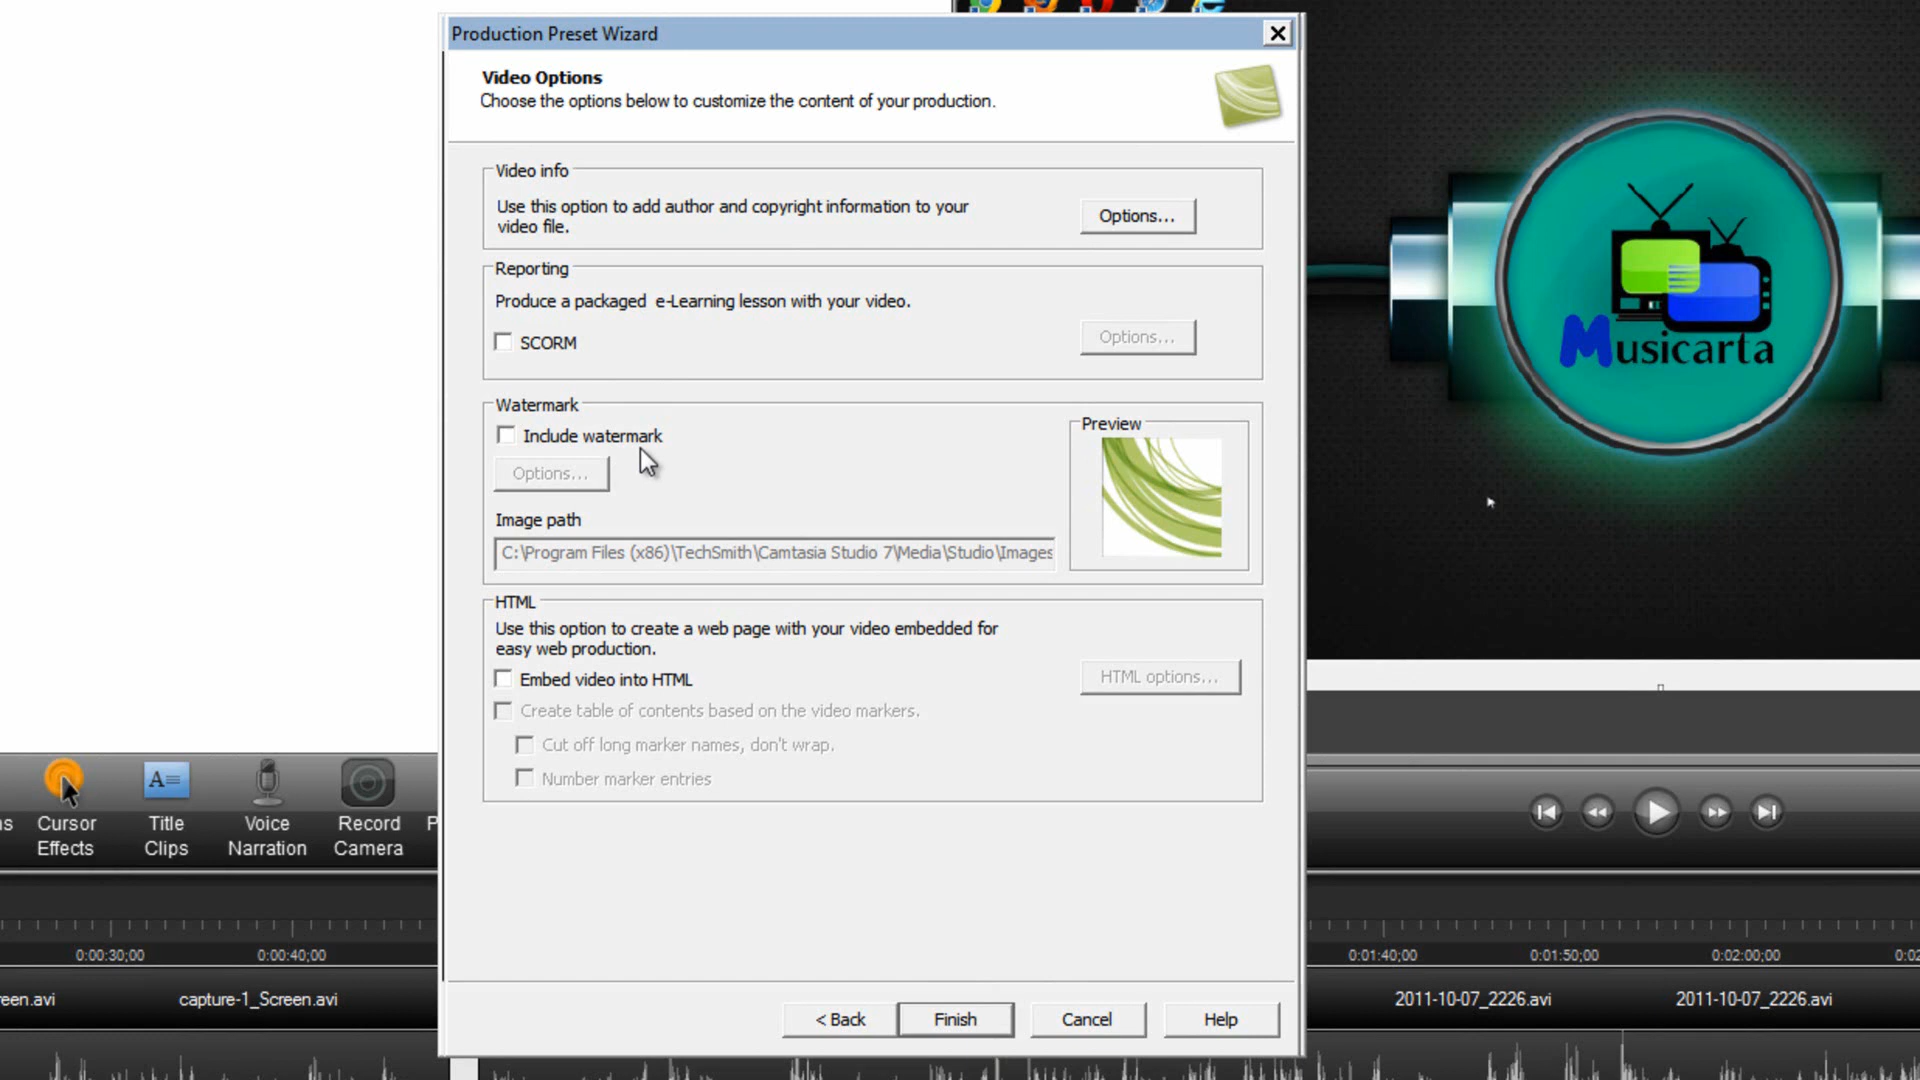 Production Preset Wizard
Video Options
Choose the options below to customize the content of your production.
Video info
Use this option to add author and copyright information to your
video file.
Options...
Reporting
Produce a packaged e-Learning lesson with your video.
SCORM
Options...
Watermark
Include watermark
Options...
Preview
Image path
C:\Program Files (x86)\TechSmith\Camtasia Studio 7\Media\Studio\Images
HTML
Use this option to create a web page with your video embedded for
easy web production.
Embed video into HTML
HTML options...
Create table of contents based on the video markers.
Cut off long marker names, don't wrap.
Number marker entries
< Back
Finish
Cancel
Help
Musicarta
Cursor
Effects
A
Title
Clips
Voice
Narration
Record
Camera
0:00:30;00
0:00:40;00
0:01:40;00
0:01:50;00
0:02:00;00
een.avi
capture-1_Screen.avi
2011-10-07_2226.avi
2011-10-07_2226.avi